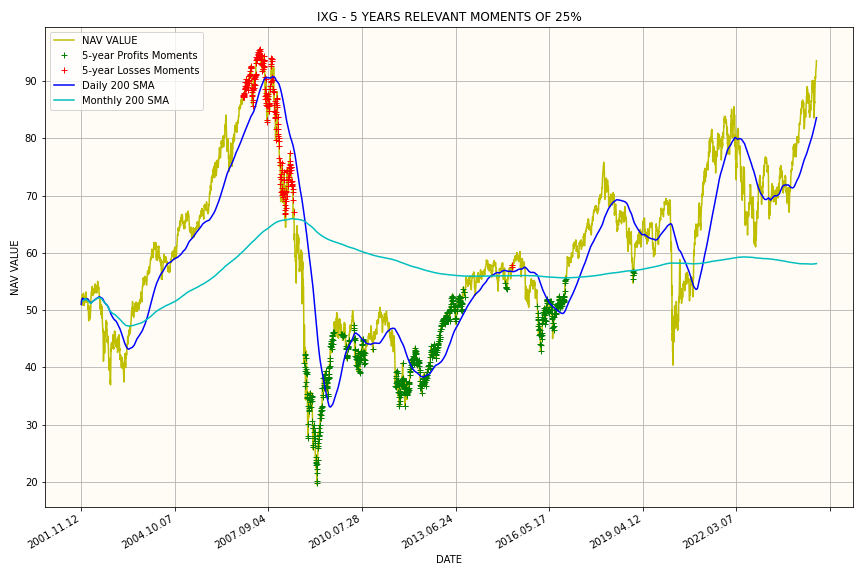 IXG - 5 YEARS RELEVANT MOMENTS OF 25%
NAV VALUE
5-year Profits Moments
5-year Losses Moments
Daily 200 SMA
Monthly 200 SMA
NAV VALUE
90
80
70
60
50
40
30
20
2001.11.12
2004.10.07
2007.09.04
2010.07.28
2013.06.24
2016.05.17
2019.04.12
2022.03.07
DATE